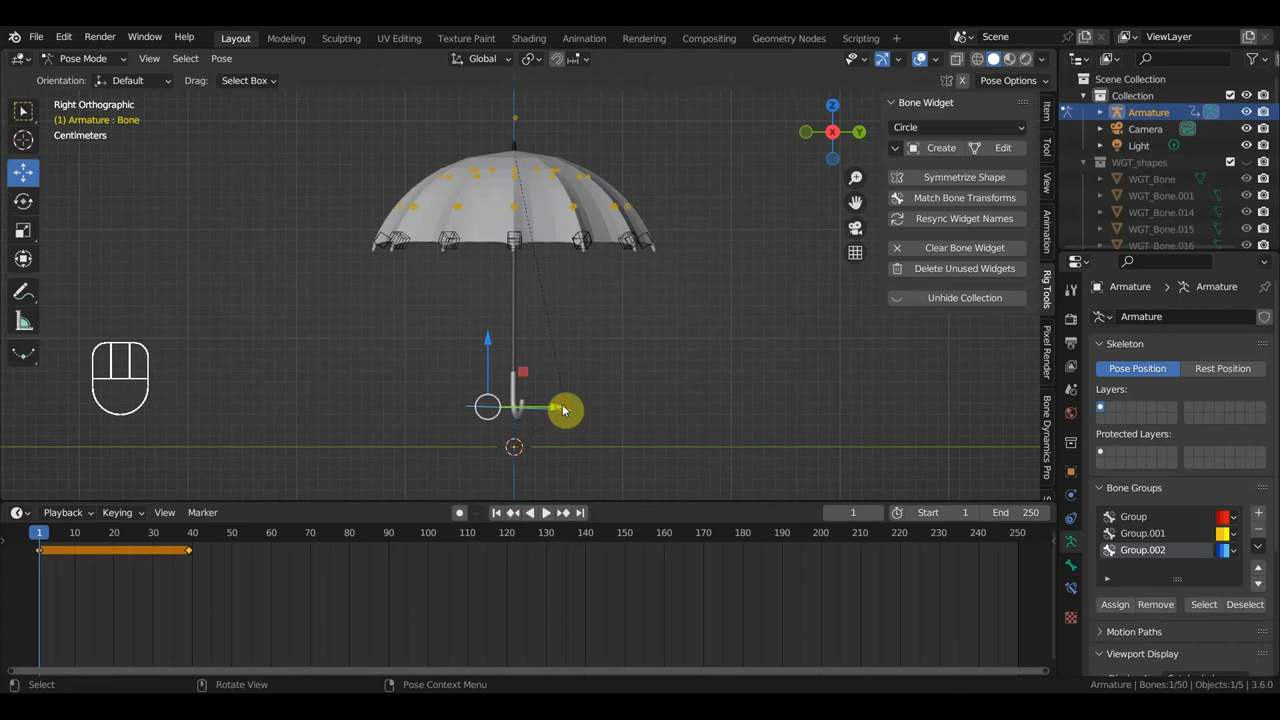 File Edit Render Window Help Layout Modeling Sculpting UV Editing Texture Paint Shading Animation Rendering Compositing Geometry Nodes Scripting + Scene ViewLayer
Pose Mode View Select Pose Global
Orientation: Default Drag: Select Box X Pose Options
Right Orthographic
(1) Armature : Bone
Centimeters
Z
Y
X
Bone Widget
Circle
Create Edit
Symmetrize Shape
Match Bone Transforms
Resync Widget Names
Clear Bone Widget
Delete Unused Widgets
Unhide Collection
Item
Tool
View
Animation
Rig Tools
Pixel Render
Bone Dynamics Pro
S
Scene Collection
Collection
Armature
Camera
Light
WGT_shapes
WGT_Bone
WGT_Bone.001
WGT_Bone.014
WGT_Bone.015
WGT_Bone.016
Armature > Armature
Armature
Skeleton
Pose Position Rest Position
Layers:
Protected Layers:
Bone Groups
Group
Group.001
Group.002
Assign Remove Select Deselect
Motion Paths
Viewport Display
Playback Keying View Marker 1 Start 1 End 250
1 10 20 30 40 50 60 70 80 90 100 110 120 130 140 150 160 170 180 190 200 210 220 230 240 250
Select Rotate View Pose Context Menu Armature | Bones:1/50 | Objects:1/5 | 3.6.0